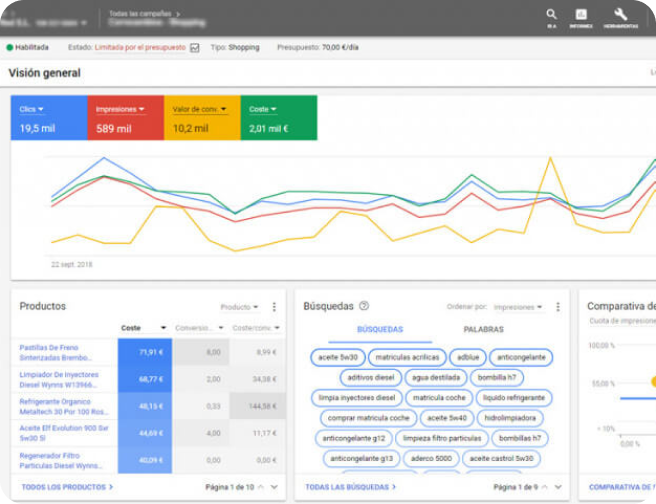 Todas las campañas >
Shopping
INFORMES
HERRAMIENTAS
Habilitada Estado: Limitada por el presupuesto Tipo: Shopping Presupuesto: 70,00 €/día
Visión general
Clics Impresiones Valor de conv. Coste
19,5 mil 589 mil 10,2 mil 2,01 mil €
22 sept. 2018
Productos
Producto
Coste Conversio... Coste/conv.
Pastillas De Freno
Sinterizadas Brembo...
71,91 € 8,00 8,99 €
Limpiador De Inyectores
Diesel Wynns W13966...
68,77 € 2,00 34,38 €
Refrigerante Organico
Metaltech 30 Por 100 Ros...
48,15 € 0,33 144,58 €
Aceite Elf Evolution 900 Sxr
5w30 5l
44,69 € 4,00 11,17 €
Regenerador Filtro
Particulas Diesel Wynns...
40,09 € 0,00 0,00 €
TODOS LOS PRODUCTOS > Página 1 de 10
Búsquedas
Ordenar por: Impresiones
BÚSQUEDAS PALABRAS
aceite 5w30 matriculas acrilicas adblue anticongelante
aditivos diesel agua destilada bombilla h7
limpia inyectores diesel matricula coche liquido refrigerante
comprar matricula coche aceite 5w40 hidrolimpiadora
anticongelante g12 limpieza filtro particulas bombillas h7
anticongelante g13 aderco 5000 aceite castrol 5w30
TODAS LAS BÚSQUEDAS > Página 1 de 9
Comparativa de
Cuota de impresione
100,00 %
55,00 %
< 10%
0,00 %
COMPARATIVA DE